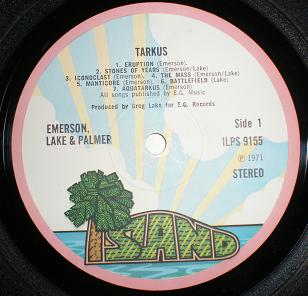 TARKUS
1. ERUPTION (Emerson).
2. STONES OF YEARS (Emerson/Lake)
3. ICONOCLAST (Emerson). 4. THE MASS (Emerson/Lake)
5. MANTICORE (Emerson). 6. BATTLEFIELD (Lake)
7. AQUATARKUS (Emerson)
All songs published by E.G. Music
Produced by Greg Lake for E.G. Records
EMERSON,
LAKE & PALMER
Side 1
ILPS 9155
℗ 1971
STEREO
ISLAND